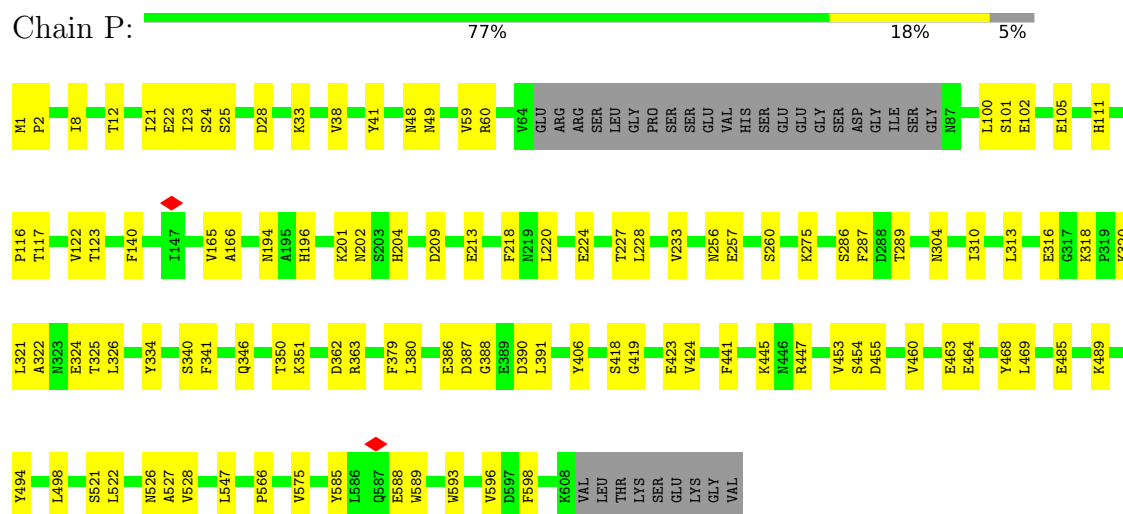 Chain P:
77% 18% 5%
M1 P2 I8 T12 I21 E22 I23 S24 S25 D28 K33 V38 Y41 N48 N49 V59 R60 V64 GLU ARG ARG SER LEU GLY PRO SER SER GLU VAL HIS SER GLU GLU GLY SER ASP GLY ILE SER GLY N87 L100 S101 E102 E105 H111
P116 T117 V122 T123 F140 I147 V165 A166 N194 A195 H196 K201 N202 S203 H204 D209 E213 F218 N219 L220 E224 T227 L228 V233 N256 E257 S260 K275 S286 F287 D288 T289 N304 I310 L313 E316 G317 K318 P319 K320
L321 A322 N323 E324 T325 L326 Y334 S340 F341 Q346 T350 K351 D362 R363 F379 L380 E386 D387 G388 E389 D390 L391 Y406 S418 G419 E423 V424 F441 K445 N446 R447 V453 S454 D455 V460 E463 E464 Y468 L469 E485 K489
Y494 L498 S521 L522 N526 A527 V528 L547 P566 V575 Y585 L586 Q587 E588 W589 W593 V596 D597 F598 K608 VAL LEU THR LYS SER GLU LYS GLY VAL